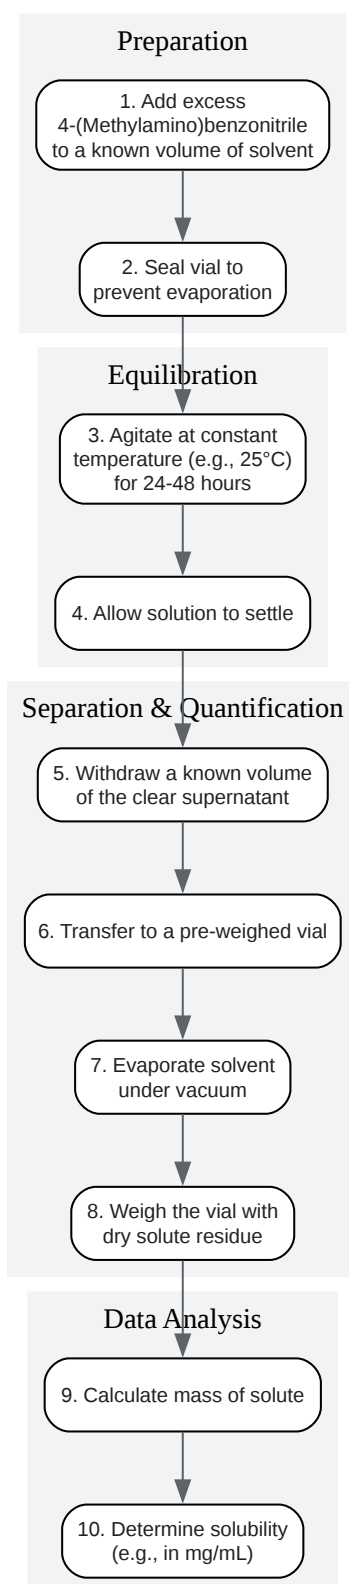 Preparation
1. Add excess
4-(Methylamino)benzonitrile
to a known volume of solvent
2. Seal vial to
prevent evaporation
Equilibration
3. Agitate at constant
temperature (e.g., 25°C)
for 24-48 hours
4. Allow solution to settle
Separation & Quantification
5. Withdraw a known volume
of the clear supernatant
6. Transfer to a pre-weighed vial
7. Evaporate solvent
under vacuum
8. Weigh the vial with
dry solute residue
Data Analysis
9. Calculate mass of solute
10. Determine solubility
(e.g., in mg/mL)